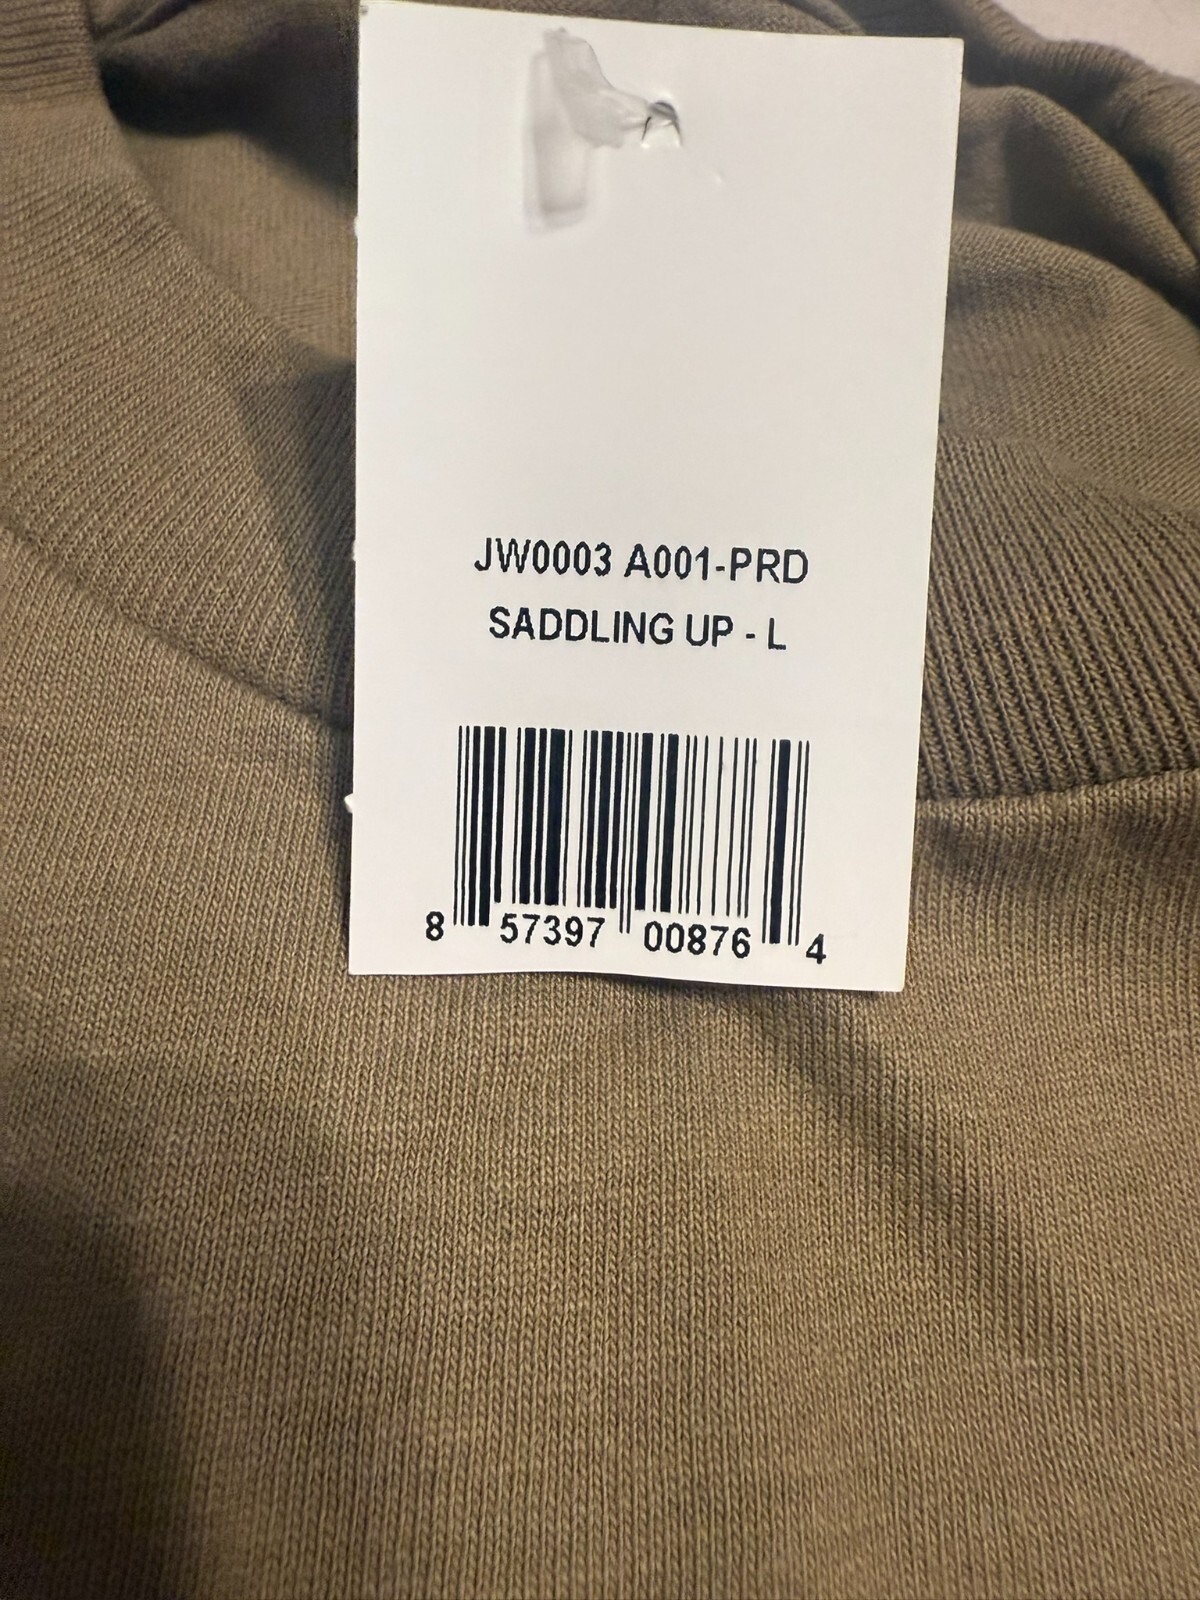 JW0003 A001-PRD
SADDLING UP - L
8 57397 00876 4